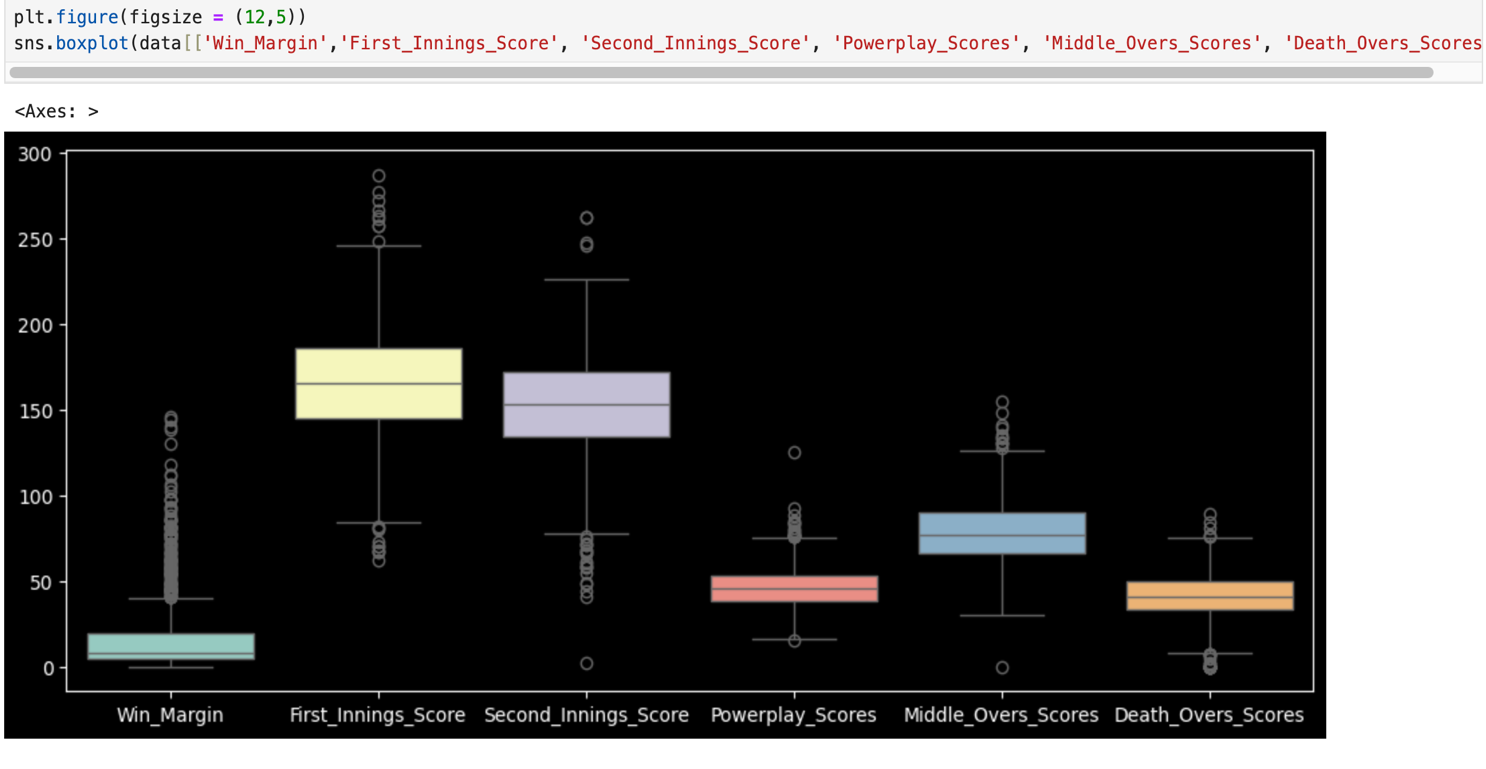 plt.figure(figsize = (12,5))
sns.boxplot(data[['Win_Margin','First_Innings_Score', 'Second_Innings_Score', 'Powerplay_Scores', 'Middle_Overs_Scores', 'Death_Overs_Scores
<Axes: >
300
250
200
150
100
50
0
Win_Margin First_Innings_Score Second_Innings_Score Powerplay_Scores Middle_Overs_Scores Death_Overs_Scores